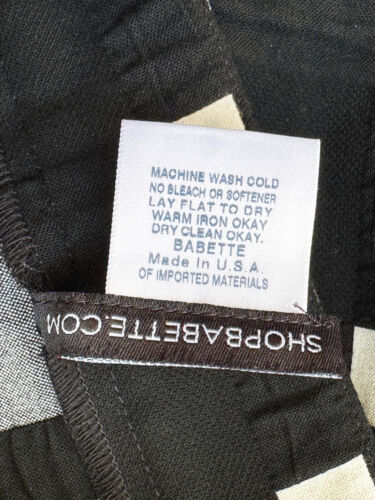 MACHINE WASH COLD
NO BLEACH OR SOFTENER
LAY FLAT TO DRY
WARM IRON OKAY
DRY CLEAN OKAY.
BABETTE
Made In U.S.A.
OF IMPORTED MATERIALS
SHOPBABETTE.COM